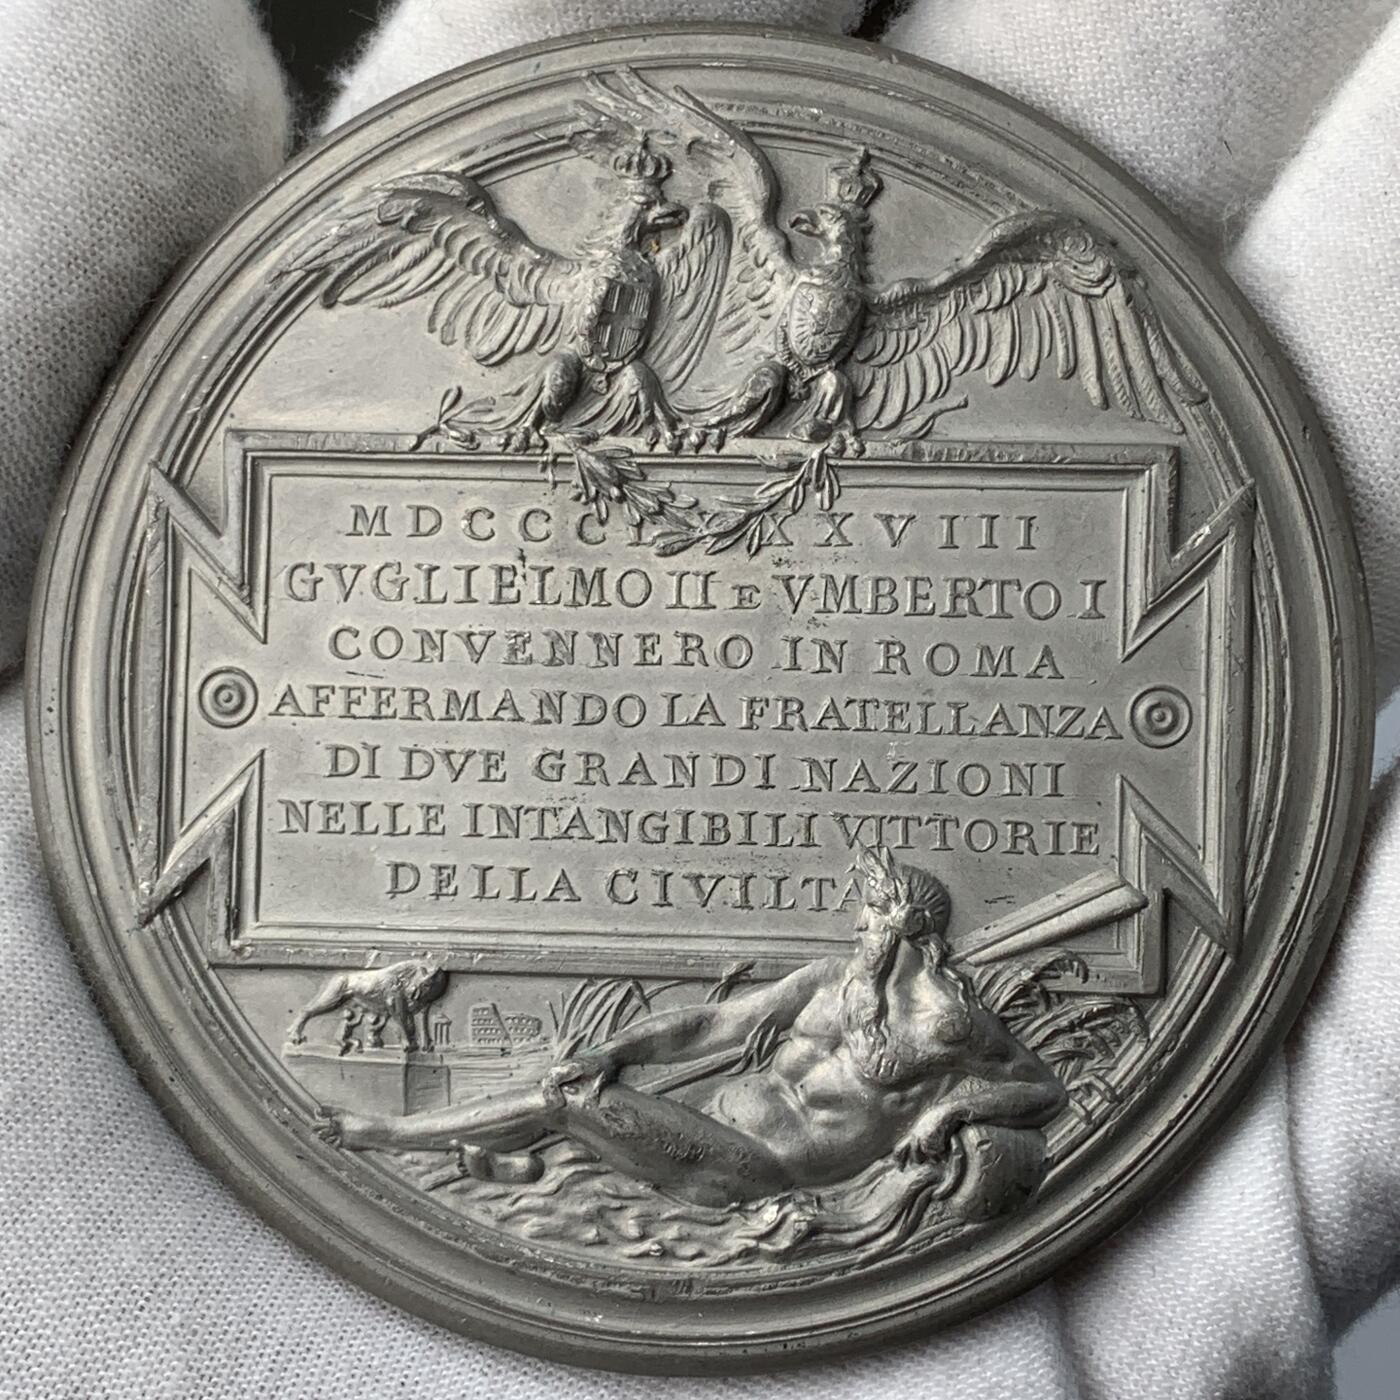 MDCCCLXXXVIII
GVGLIELMO II E VMBERTO I
CONVENNERO IN ROMA
AFFERMANDO LA FRATELLANZA
DI DVE GRANDI NAZIONI
NELLE INTANGIBILI VITTORIE
DELLA CIVILTÀ